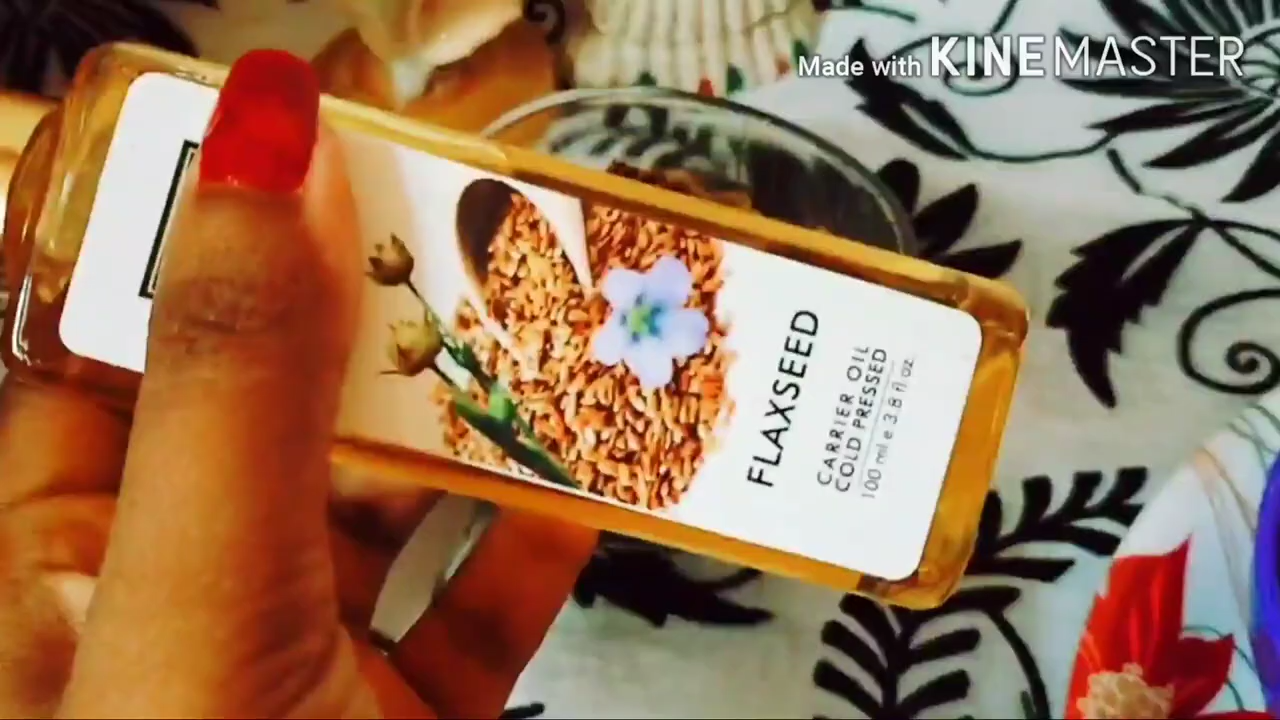 Made with KINEMASTER
FLAXSEED
CARRIER OIL
COLD PRESSED
100 ml e 3.8 fl oz.